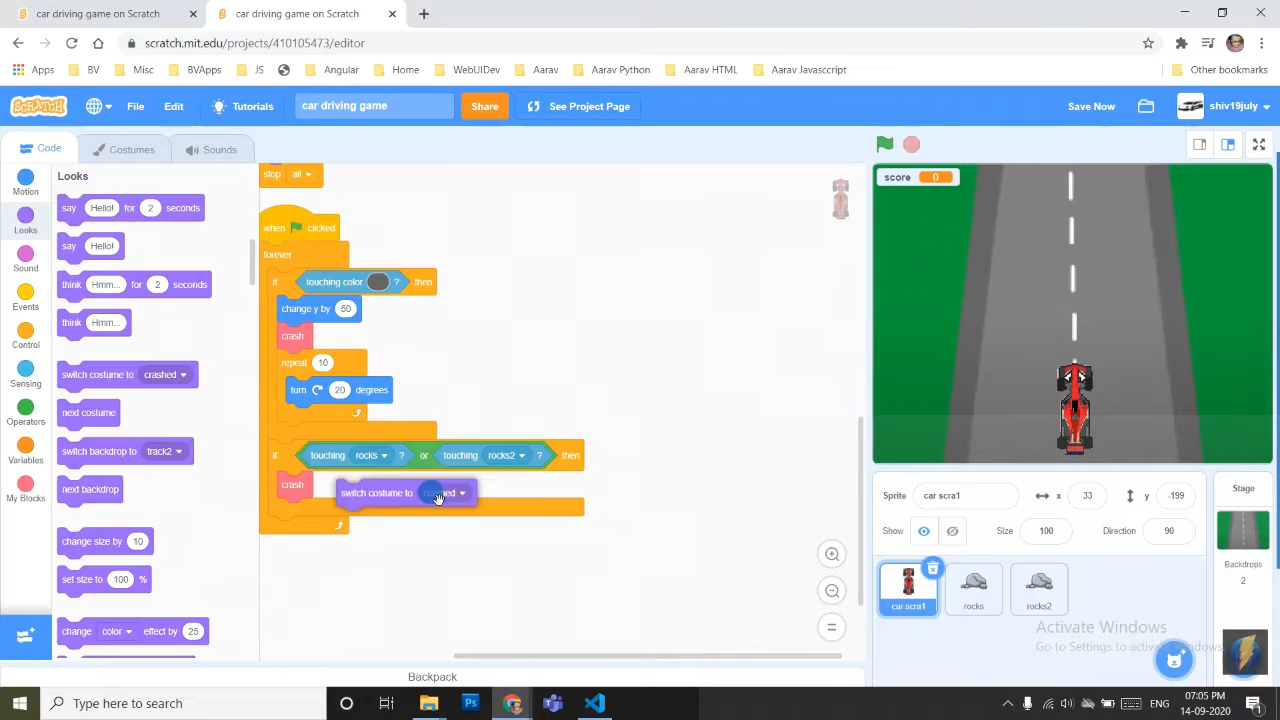 car driving game on Scratch
car driving game on Scratch
scratch.mit.edu/projects/410105473/editor
Apps BV Misc BVApps JS Angular Home WebUIDev Aarav Aarav Python Aarav HTML Aarav Javasccript Other bookmarks
SCRATCH File Edit Tutorials car driving game Share See Project Page Save Now shiv19july
Code Costumes Sounds
Motion
Looks
Sound
Events
Control
Sensing
Operators
Variables
My Blocks
Looks
say Hello! for 2 seconds
say Hello!
think Hmm... for 2 seconds
think Hmm...
switch costume to crashed
next costume
switch backdrop to track2
next backdrop
change size by 10
set size to 100 %
change color effect by 25
stop all
when clicked
forever
if touching color ? then
change y by 50
crash
repeat 10
turn 20 degrees
if touching rocks ? or touching rocks2 ? then
crash
switch costume to crashed
score 0
Sprite car scra1 x 33 y -199
Show Size 100 Direction 90
car scra1 rocks rocks2
Stage
Backdrops
2
Activate Windows
Go to Settings to activate Windows.
Backpack
Type here to search
ENG
07:05 PM
14-09-2020